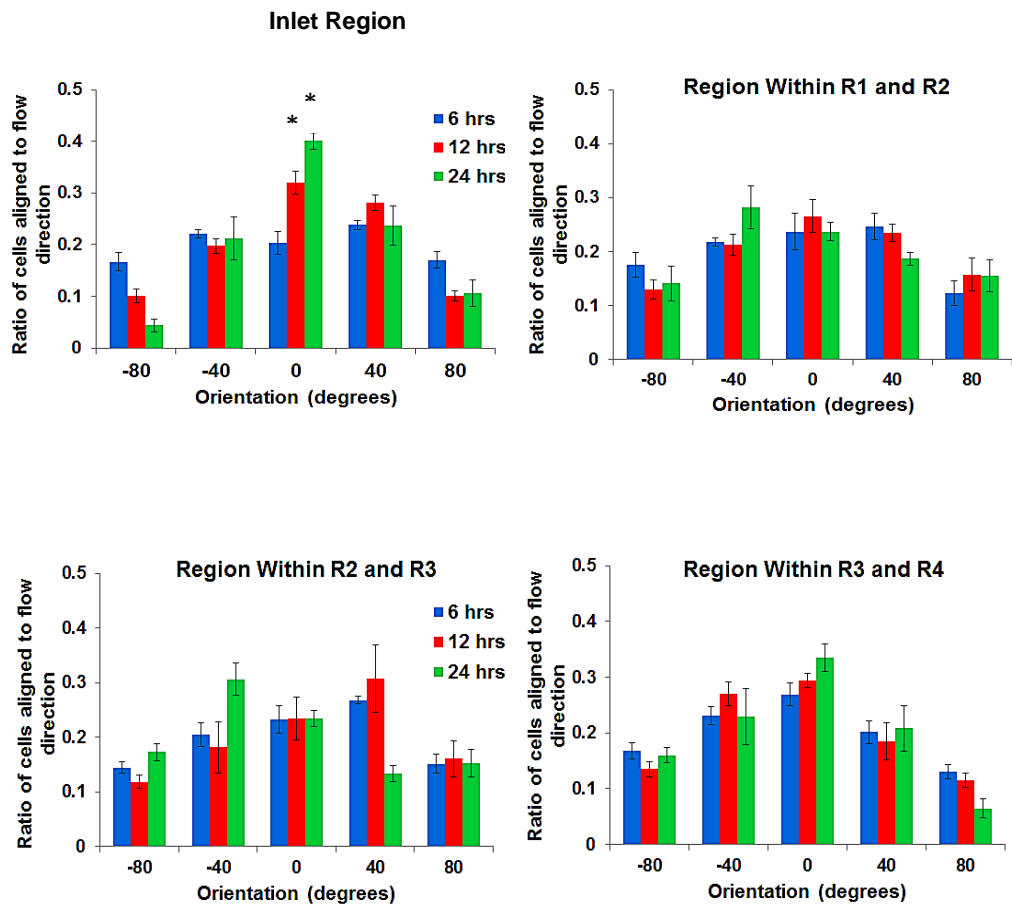 Inlet Region
Ratio of cells aligned to flow
direction
0.5
0.4
0.3
0.2
0.1
0
*
*
6 hrs
12 hrs
24 hrs
-80
-40
0
40
80
Orientation (degrees)
Region Within R1 and R2
Ratio of cells aligned to flow
direction
0.5
0.4
0.3
0.2
0.1
0
-80
-40
0
40
80
Orientation (degrees)
Region Within R2 and R3
Ratio of cells aligned to flow
direction
0.5
0.4
0.3
0.2
0.1
0
6 hrs
12 hrs
24 hrs
-80
-40
0
40
80
Orientation (degrees)
Region Within R3 and R4
Ratio of cells aligned to flow
direction
0.5
0.4
0.3
0.2
0.1
0
-80
-40
0
40
80
Orientation (degrees)